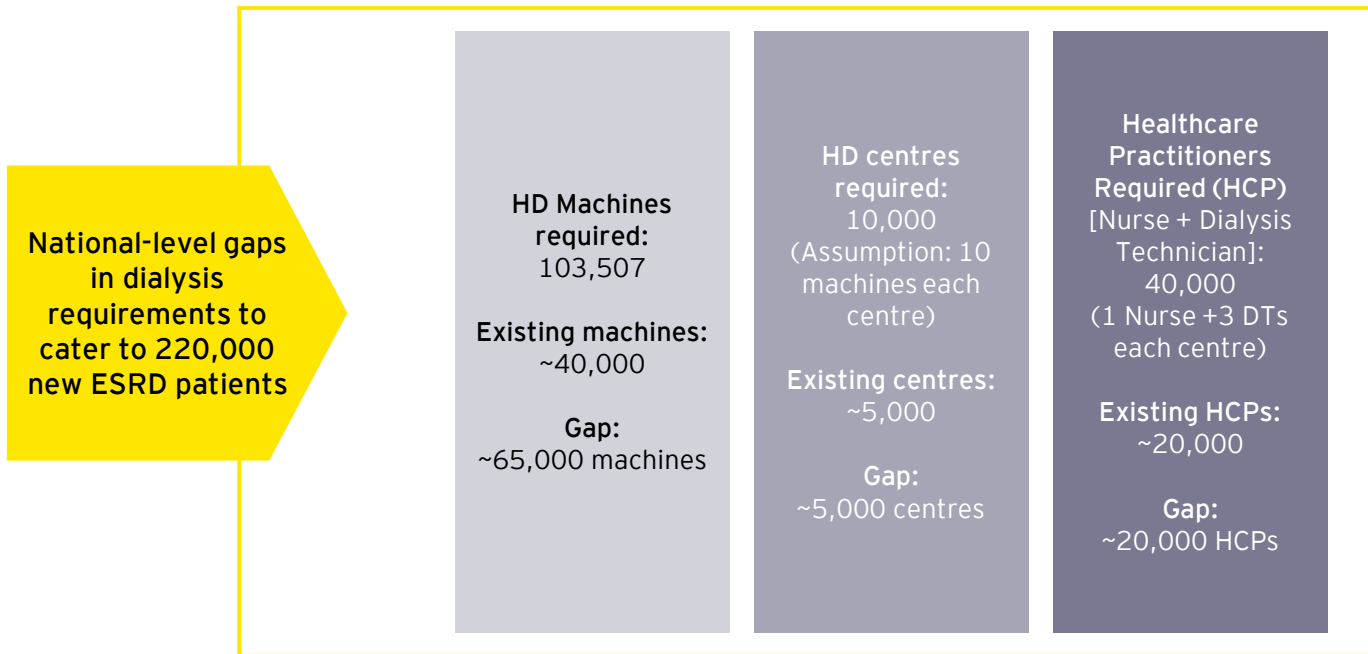 National-level gaps
in dialysis
requirements to
cater to 220,000
new ESRD patients
HD Machines
required:
103,507
Existing machines:
~40,000
Gap:
~65,000 machines
HD centres
required:
10,000
(Assumption: 10
machines each
centre)
Existing centres:
~5,000
Gap:
~5,000 centres
Healthcare
Practitioners
Required (HCP)
[Nurse + Dialysis
Technician]:
40,000
(1 Nurse +3 DTs
each centre)
Existing HCPs:
~20,000
Gap:
~20,000 HCPs